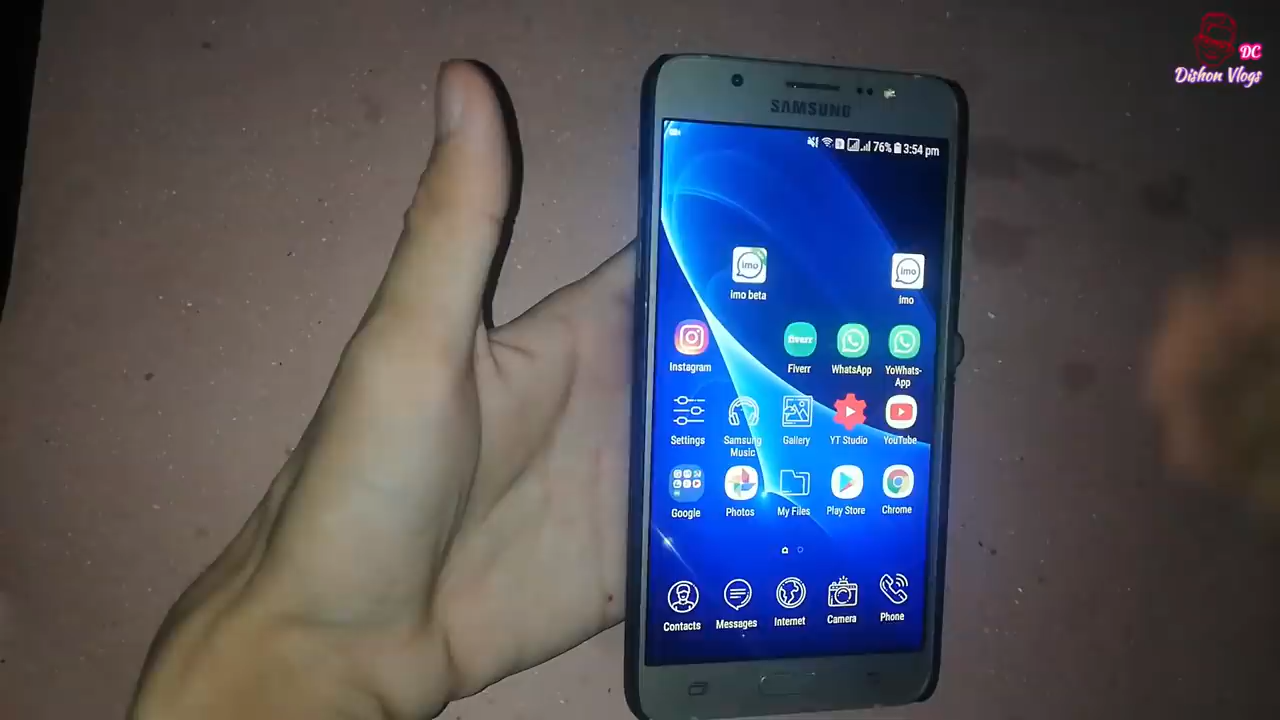 DC
Dishon Vlogs
SAMSUNG
76% 3:54 pm
imo
imo
imo beta
imo
fiverr
Instagram
Fiverr
WhatsApp
YoWhats-
App
Settings
Samsung
Music
Gallery
YT Studio
YouTube
Google
Photos
My Files
Play Store
Chrome
Contacts
Messages
Internet
Camera
Phone